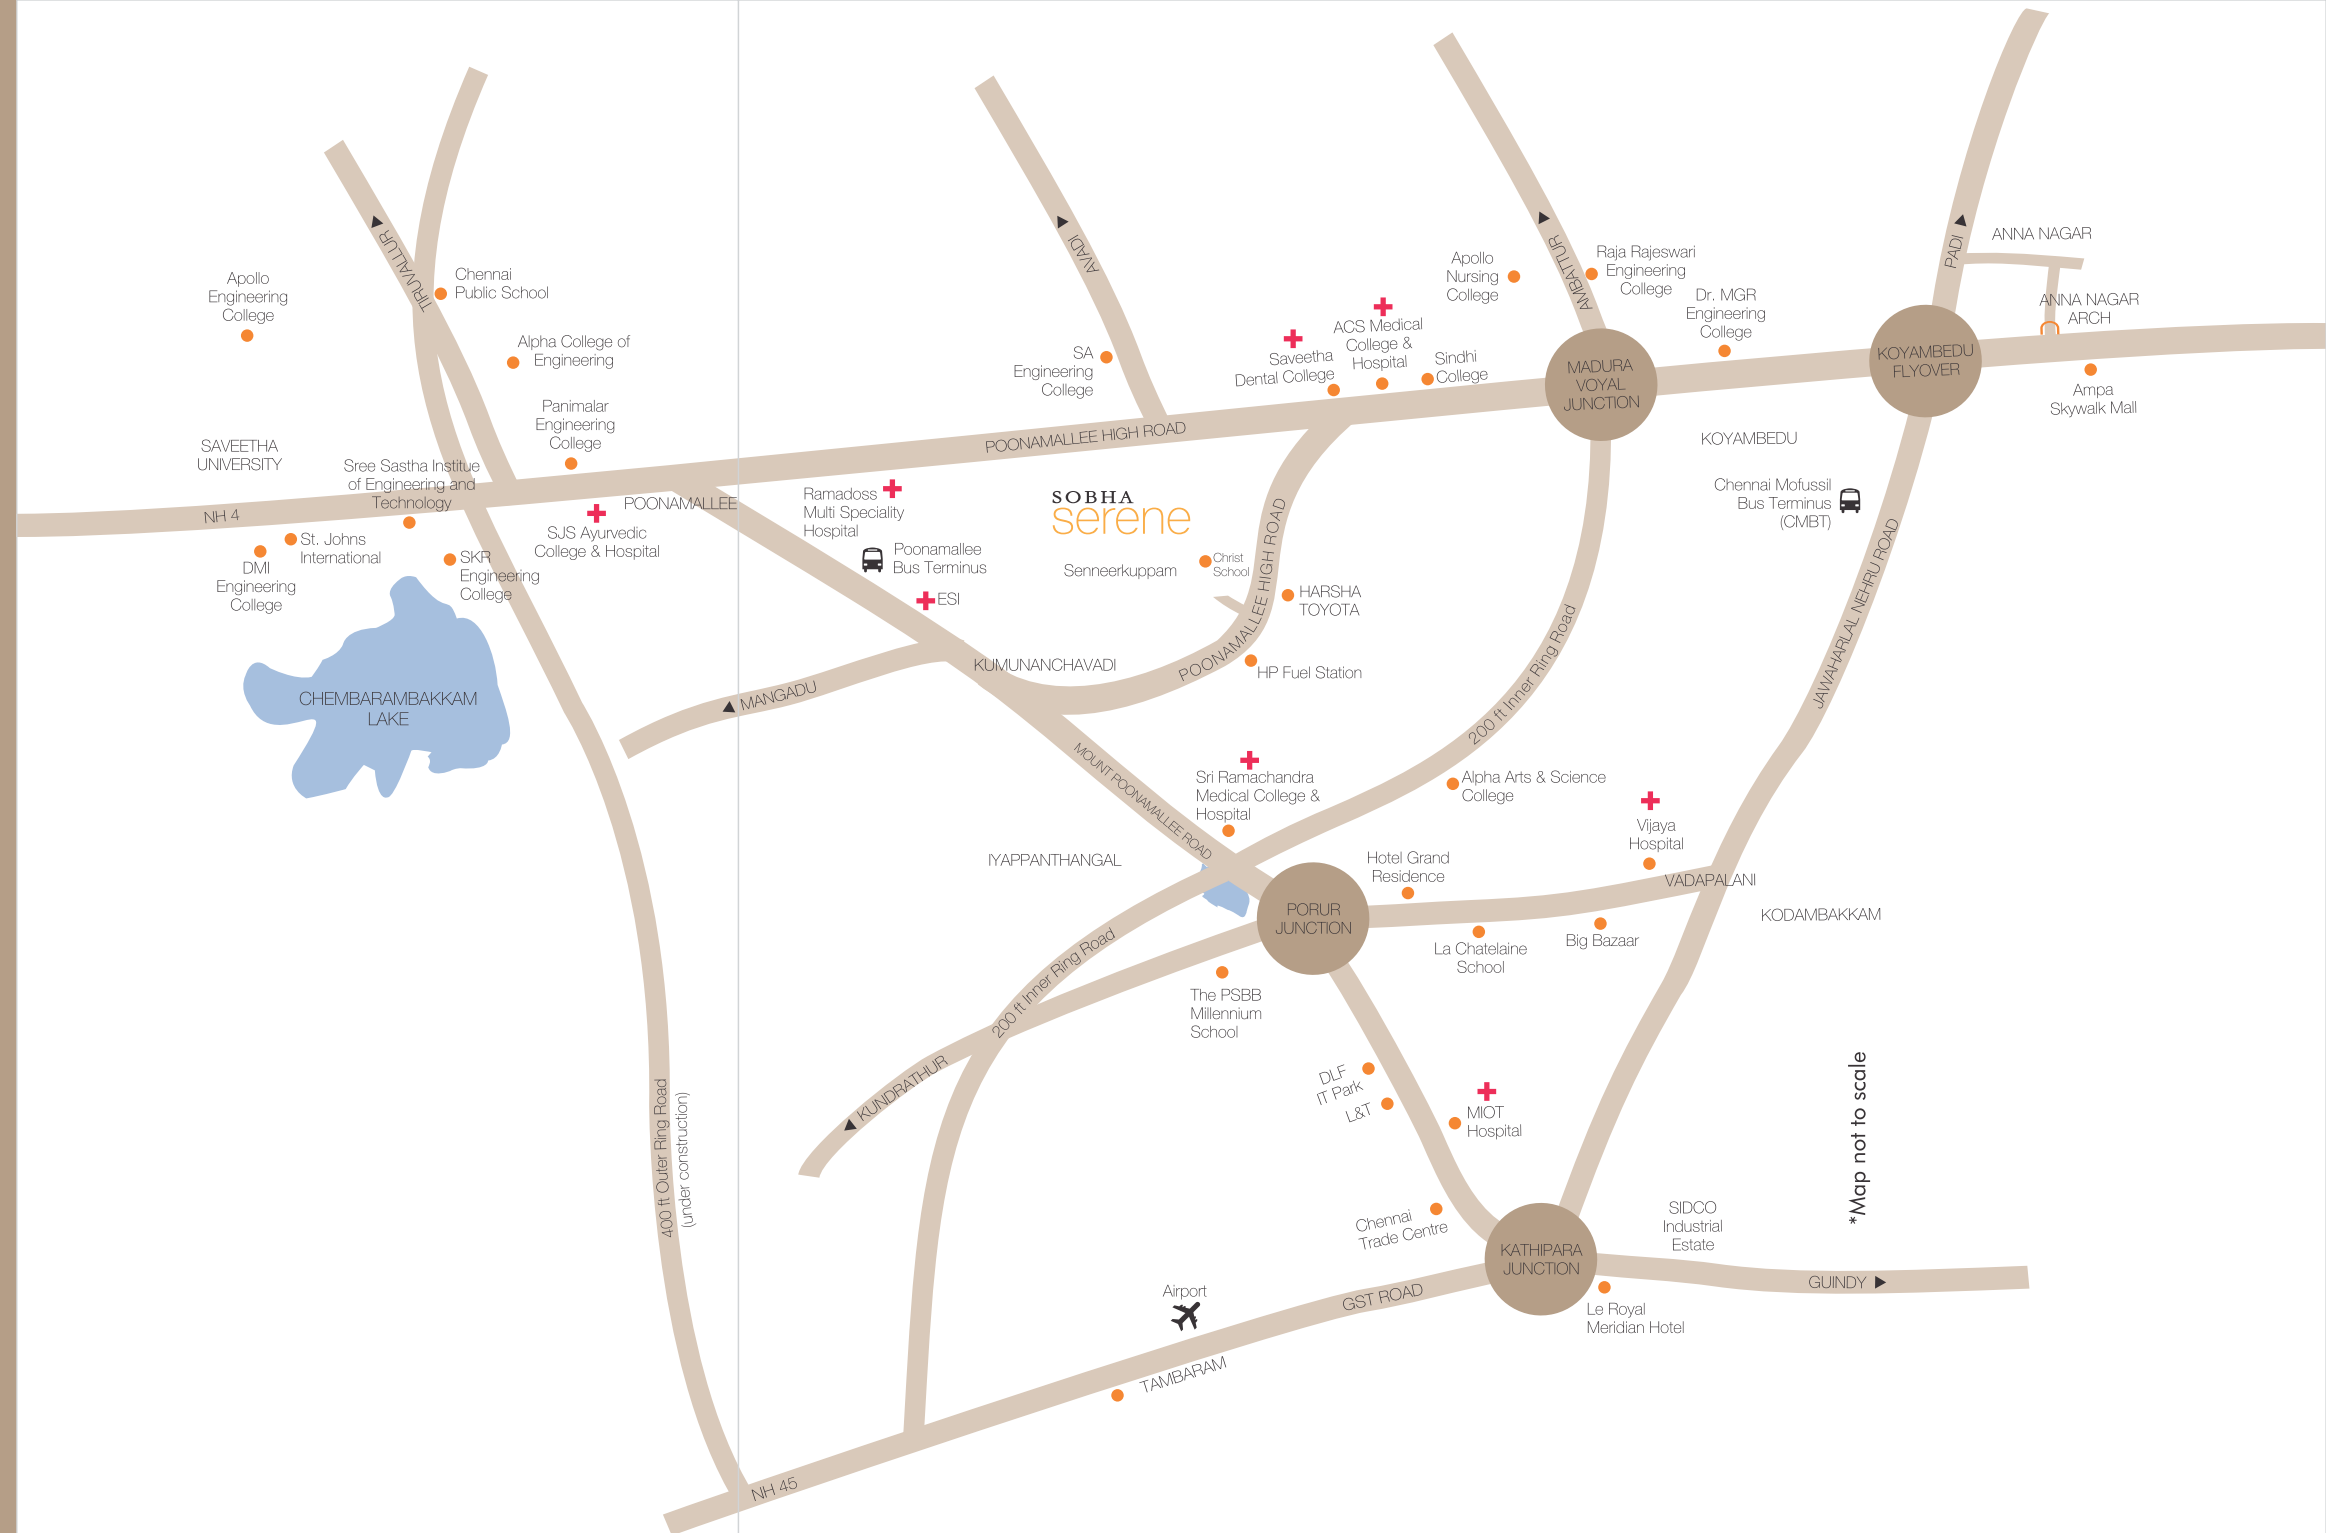 TIRUVALLUR
Apollo
Engineering
College
Chennai
Public School
Alpha College of
Engineering
Panimalar
Engineering
College
SAVEETHA
UNIVERSITY
Sree Sastha Institue
of Engineering and
Technology
NH 4
St. Johns
International
DMI
Engineering
College
SKR
Engineering
College
SJS Ayurvedic
College & Hospital
POONAMALLEE
CHEMBARAMBAKKAM
LAKE
AVADI
SA
Engineering
College
POONAMALLEE HIGH ROAD
Saveetha
Dental College
ACS Medical
College &
Hospital
Sindhi
College
Apollo
Nursing
College
AMBATTUR
Raja Rajeswari
Engineering
College
Dr. MGR
Engineering
College
MADURA
VOYAL
JUNCTION
KOYAMBEDU
FLYOVER
PADI
ANNA NAGAR
ANNA NAGAR
ARCH
Ampa
Skywalk Mall
KOYAMBEDU
Chennai Mofussil
Bus Terminus
(CMBT)
JAWAHARLAL NEHRU ROAD
Ramadoss
Multi Speciality
Hospital
Poonamallee
Bus Terminus
ESI
SOBHA
serene
Senneerkuppam
Christ
School
POONAMALLEE HIGH ROAD
HARSHA
TOYOTA
HP Fuel Station
KUMUNANCHAVADI
MANGADU
MOUNT POONAMALLEE ROAD
200 ft Inner Ring Road
Sri Ramachandra
Medical College &
Hospital
Alpha Arts & Science
College
Vijaya
Hospital
IYAPPANTHANGAL
Hotel Grand
Residence
VADAPALANI
KODAMBAKKAM
PORUR
JUNCTION
La Chatelaine
School
Big Bazaar
200 ft Inner Ring Road
The PSBB
Millennium
School
KUNDRATHUR
DLF
IT Park
L&T
MIOT
Hospital
400 ft Outer Ring Road
(under construction)
Chennai
Trade Centre
KATHIPARA
JUNCTION
SIDCO
Industrial
Estate
GUINDY
Le Royal
Meridian Hotel
GST ROAD
Airport
TAMBARAM
NH 45
*Map not to scale